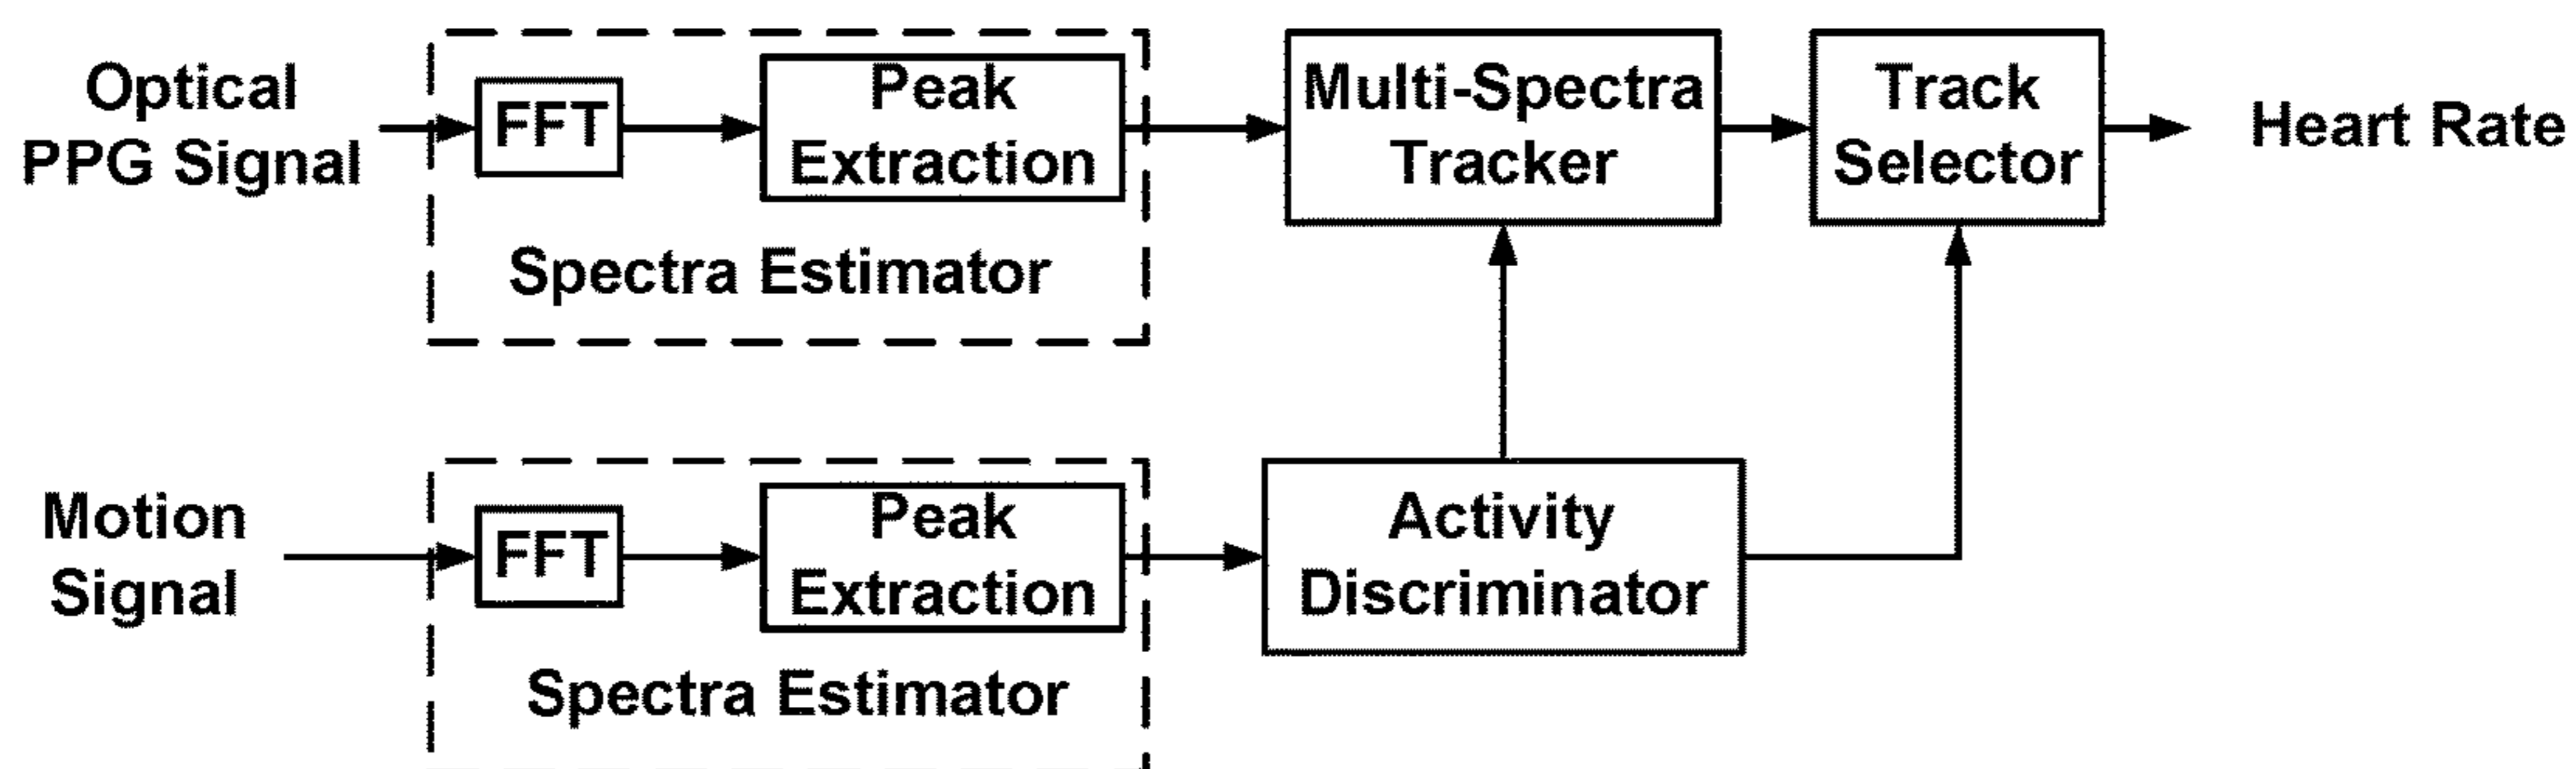 Optical
PPG Signal
FFT
Peak
Extraction
Spectra Estimator
Multi-Spectra
Tracker
Track
Selector
Heart Rate
Motion
Signal
FFT
Peak
Extraction
Spectra Estimator
Activity
Discriminator